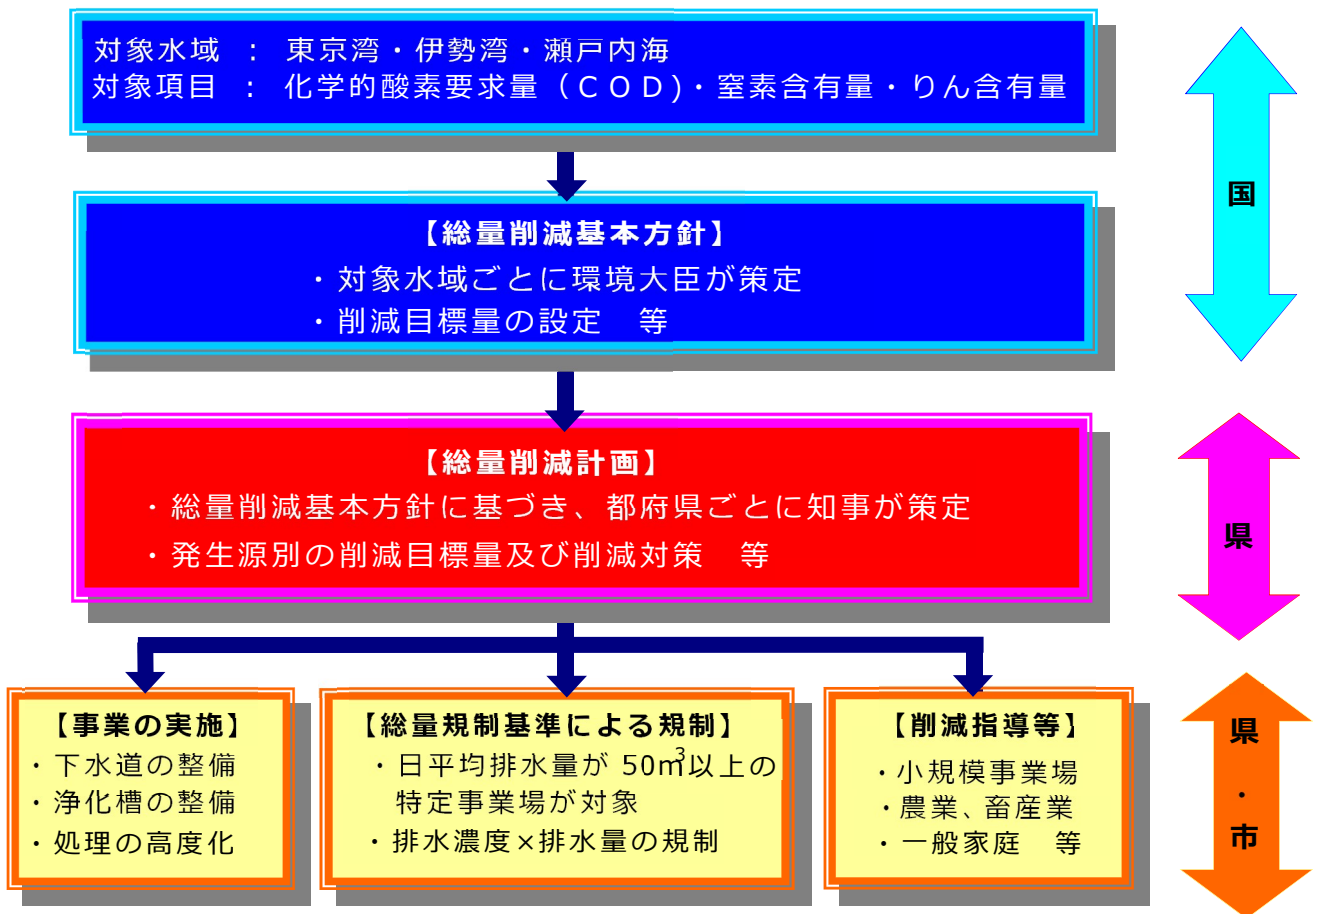 対象水域 : 東京湾・伊勢湾・瀬戸内海
対象項目 : 化学的酸素要求量(COD)・窒素含有量・りん含有量
国
【総量削減基本方針】
・対象水域ごとに環境大臣が策定
・削減目標量の設定 等
【総量削減計画】
・総量削減基本方針に基づき、都府県ごとに知事が策定
・発生源別の削減目標量及び削減対策 等
県
【事業の実施】
・下水道の整備
・浄化槽の整備
・処理の高度化
【総量規制基準による規制】
・日平均排水量が 50m³以上の
特定事業場が対象
・排水濃度×排水量の規制
【削減指導等】
・小規模事業場
・農業、畜産業
・一般家庭 等
県
・
市